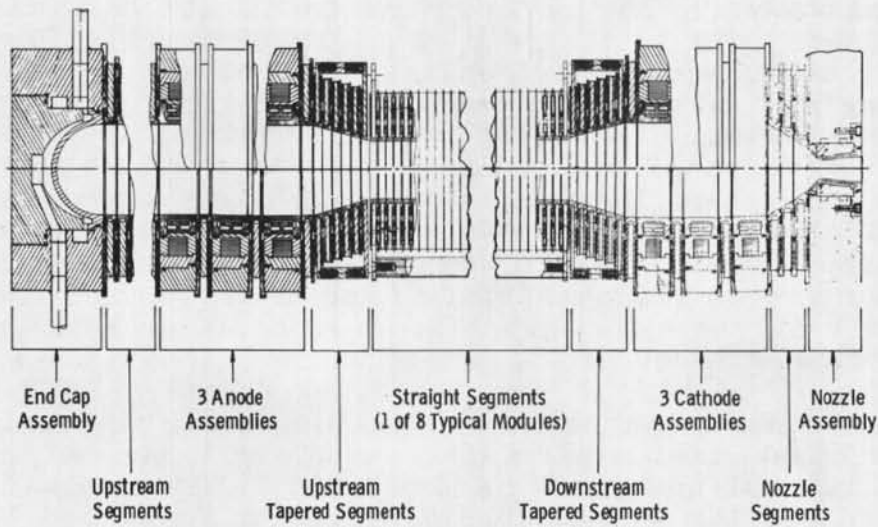 End Cap
Assembly
3 Anode
Assemblies
Straight Segments
(1 of 8 Typical Modules)
3 Cathode
Assemblies
Nozzle
Assembly
Upstream
Segments
Upstream
Tapered Segments
Downstream
Tapered Segments
Nozzle
Segments